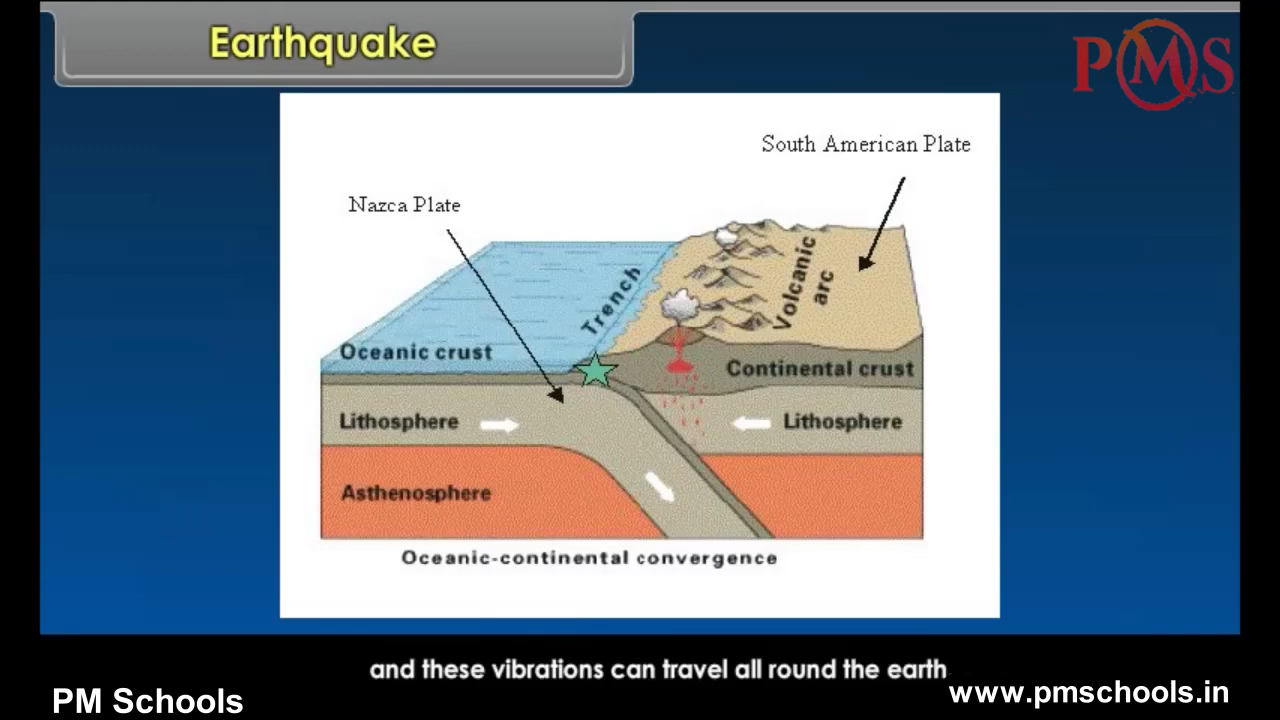 Earthquake
PMS
South American Plate
Nazca Plate
Trench
Volcanic
arc
Oceanic crust
Continental crust
Lithosphere
Lithosphere
Asthenosphere
Oceanic-continental convergence
and these vibrations can travel all round the earth
PM Schools
www.pmschools.in